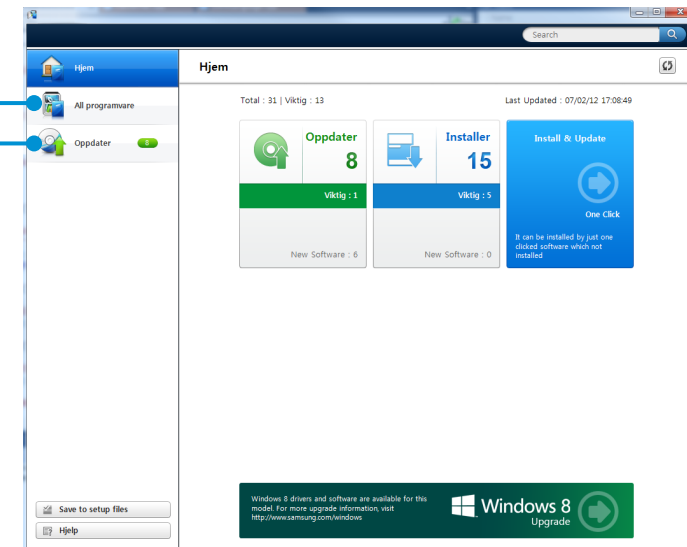 Search
Hjem
All programvare
Oppdater 8
Save to setup files
Hjelp
Hjem
Total : 31 | Viktig : 13
Last Updated : 07/02/12 17:08:49
Oppdater
8
Viktig : 1
New Software : 6
Installer
15
Viktig : 5
New Software : 0
Install & Update
One Click
It can be installed by just one
clicked software which not
installed
Windows 8 drivers and software are available for this
model. For more upgrade information, visit
http://www.samsung.com/windows
Windows 8
Upgrade